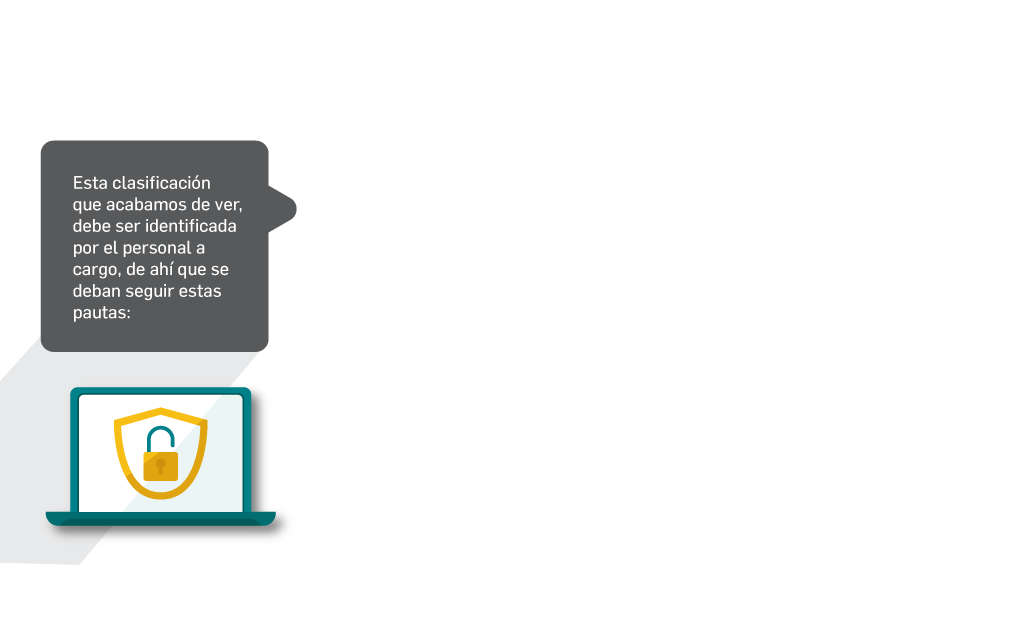 Esta clasificación
que acabamos de ver,
debe ser identificada
por el personal a
cargo, de ahí que se
deban seguir estas
pautas: